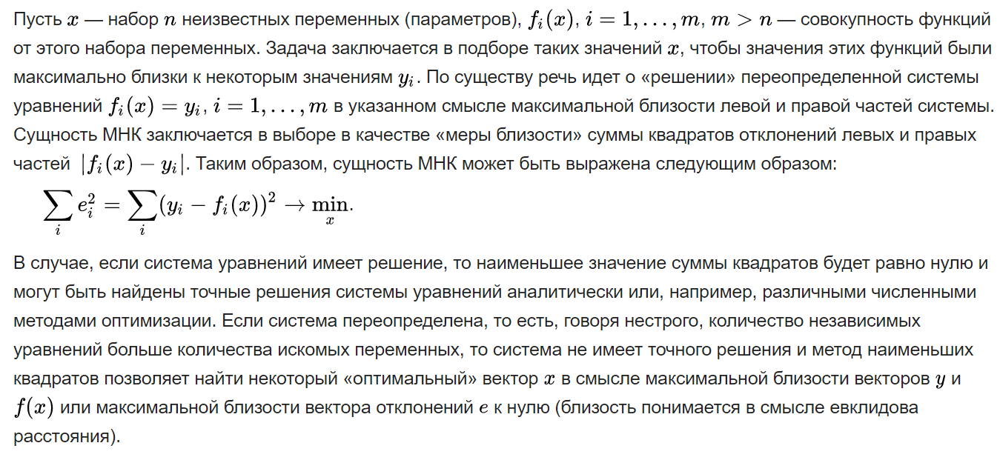 Пусть x — набор n неизвестных переменных (параметров), f_i(x), i = 1, . . . , m, m > n — совокупность функций
от этого набора переменных. Задача заключается в подборе таких значений x, чтобы значения этих функций были
максимально близки к некоторым значениям y_i. По существу речь идет о «решении» переопределенной системы
уравнений f_i(x) = y_i, i = 1, . . . , m в указанном смысле максимальной близости левой и правой частей системы.
Сущность МНК заключается в выборе в качестве «меры близости» суммы квадратов отклонений левых и правых
частей |f_i(x) − y_i|. Таким образом, сущность МНК может быть выражена следующим образом:
∑_i e_i^2 = ∑_i (y_i − f_i(x))^2 → min_x.
В случае, если система уравнений имеет решение, то наименьшее значение суммы квадратов будет равно нулю и
могут быть найдены точные решения системы уравнений аналитически или, например, различными численными
методами оптимизации. Если система переопределена, то есть, говоря нестрого, количество независимых
уравнений больше количества искомых переменных, то система не имеет точного решения и метод наименьших
квадратов позволяет найти некоторый «оптимальный» вектор x в смысле максимальной близости векторов y и
f(x) или максимальной близости вектора отклонений e к нулю (близость понимается в смысле евклидова
расстояния).